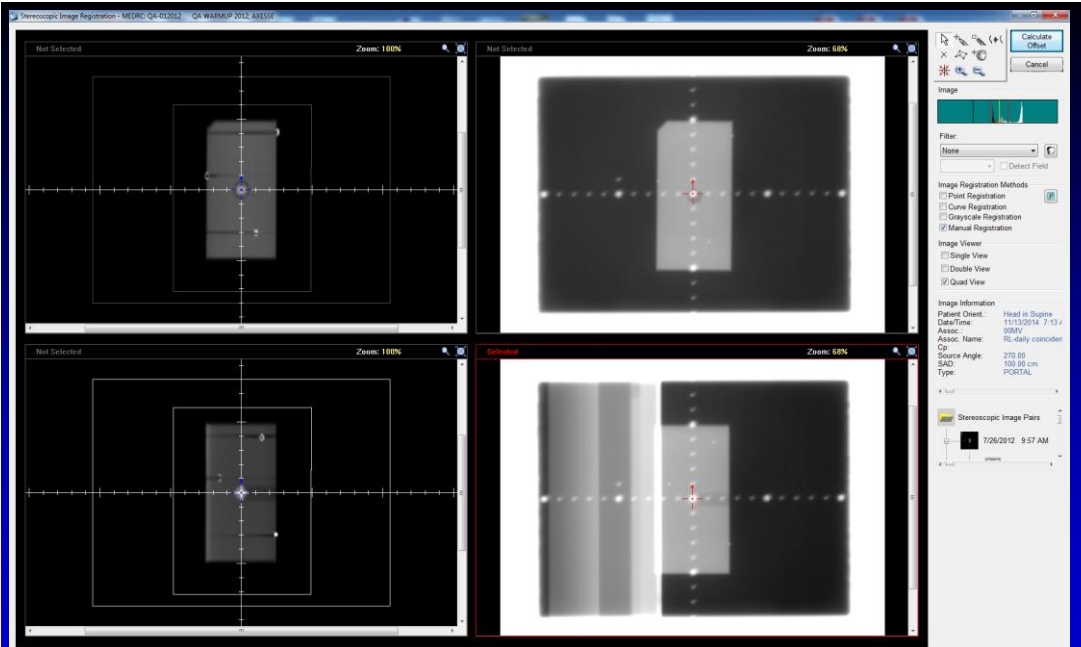 Stereoscopic Image Registration - MEDRC: QA-012012 QA WARMUP 2012, AXESSE
Not Selected Zoom: 100%
Not Selected Zoom: 68%
Not Selected Zoom: 100%
Selected Zoom: 68%
Calculate
Offset
Cancel
Image
Filter:
None
Detect Field
Image Registration Methods
Point Registration
Curve Registration
Grayscale Registration
Manual Registration
Image Viewer
Single View
Double View
Quad View
Image Information
Patient Orient.: Head in Supine
Date/Time: 11/13/2014 7:13
Assoc.: 00MV
Assoc. Name: RL-daily coinciden
Cp:
Source Angle: 270.00
SAD: 100.00 cm
Type: PORTAL
Stereoscopic Image Pairs
7/26/2012 9:57 AM